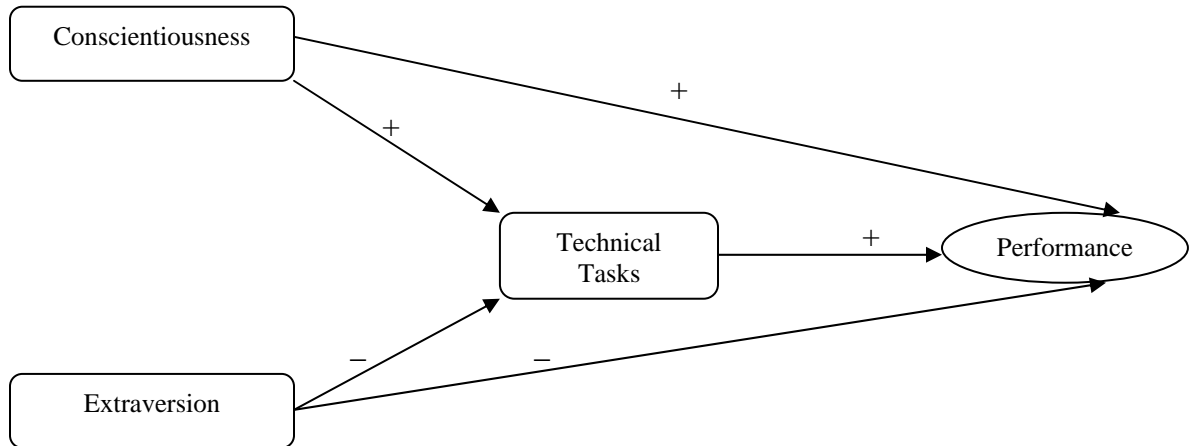 Conscientiousness
+
+
Technical
Tasks
+
Performance
−
−
Extraversion